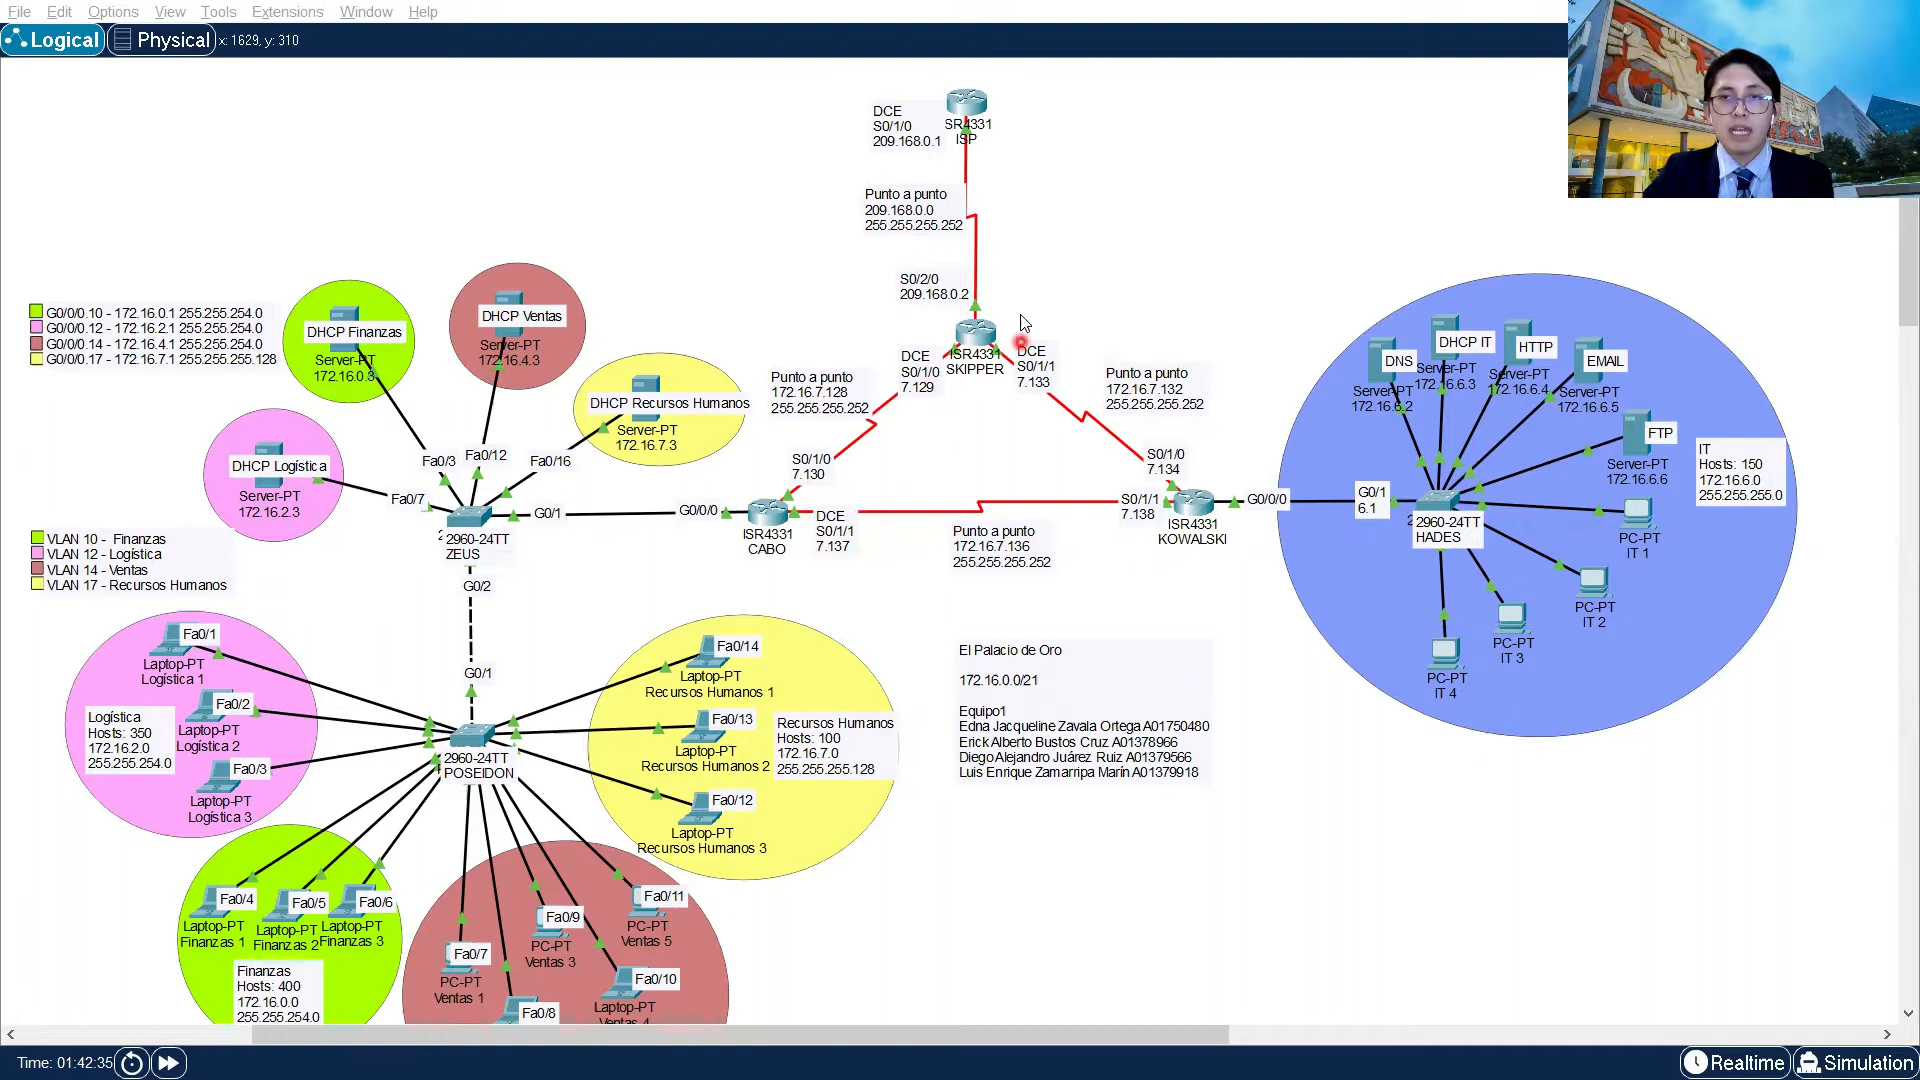 File Edit Options View Tools Extensions Window Help
Logical Physical x: 1629, y: 310
DCE
S0/1/0
209.168.0.1
SR4331
ISP
Punto a punto
209.168.0.0
255.255.255.252
S0/2/0
209.168.0.2
ISR4331
SKIPPER
DCE
S0/1/0
7.129
DCE
S0/1/1
7.133
Punto a punto
172.16.7.128
255.255.255.252
Punto a punto
172.16.7.132
255.255.255.252
G0/0/0.10 - 172.16.0.1 255.255.254.0
G0/0/0.12 - 172.16.2.1 255.255.254.0
G0/0/0.14 - 172.16.4.1 255.255.254.0
G0/0/0.17 - 172.16.7.1 255.255.255.128
DHCP Finanzas
Server-PT
172.16.0.3
DHCP Ventas
Server-PT
172.16.4.3
DHCP Recursos Humanos
Server-PT
172.16.7.3
DHCP Logística
Server-PT
172.16.2.3
Fa0/3
Fa0/12
Fa0/16
Fa0/7
2960-24TT
ZEUS
G0/1
G0/0/0
G0/2
S0/1/0
7.130
ISR4331
CABO
DCE
S0/1/1
7.137
Punto a punto
172.16.7.136
255.255.255.252
S0/1/0
7.134
S0/1/1
7.138
ISR4331
KOWALSKI
G0/0/0
G0/1
6.1
2960-24TT
HADES
DNS
Server-PT
172.16.6.2
DHCP IT
Server-PT
172.16.6.3
HTTP
Server-PT
172.16.6.4
EMAIL
Server-PT
172.16.6.5
FTP
Server-PT
172.16.6.6
IT
Hosts: 150
172.16.6.0
255.255.255.0
PC-PT
IT 1
PC-PT
IT 2
PC-PT
IT 3
PC-PT
IT 4
VLAN 10 - Finanzas
VLAN 12 - Logística
VLAN 14 - Ventas
VLAN 17 - Recursos Humanos
G0/1
2960-24TT
POSEIDON
Fa0/1
Laptop-PT
Logística 1
Fa0/2
Laptop-PT
Logística 2
Fa0/3
Laptop-PT
Logística 3
Logística
Hosts: 350
172.16.2.0
255.255.254.0
Fa0/14
Laptop-PT
Recursos Humanos 1
Fa0/13
Laptop-PT
Recursos Humanos 2
Fa0/12
Laptop-PT
Recursos Humanos 3
Recursos Humanos
Hosts: 100
172.16.7.0
255.255.255.128
El Palacio de Oro
172.16.0.0/21
Equipo1
Edna Jacqueline Zavala Ortega A01750480
Erick Alberto Bustos Cruz A01378966
Diego Alejandro Juárez Ruiz A01379566
Luis Enrique Zamarripa Marín A01379918
Fa0/4
Laptop-PT
Finanzas 1
Fa0/5
Laptop-PT
Finanzas 2
Fa0/6
Laptop-PT
Finanzas 3
Finanzas
Hosts: 400
172.16.0.0
255.255.254.0
Fa0/7
PC-PT
Ventas 1
Fa0/8
Fa0/9
PC-PT
Ventas 3
Fa0/10
Laptop-PT
Ventas 4
Fa0/11
PC-PT
Ventas 5
Time: 01:42:35
Realtime Simulation